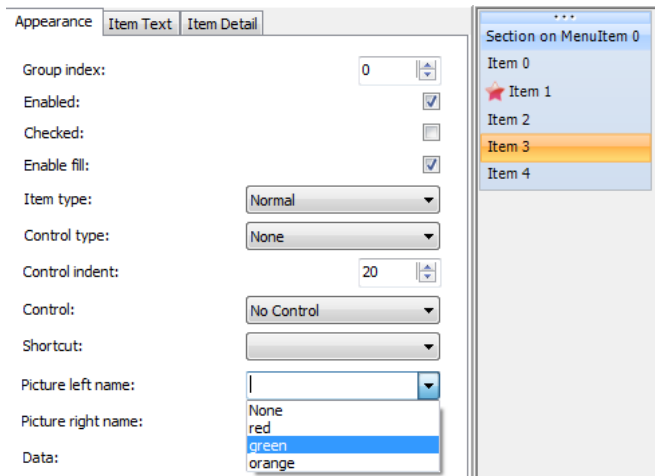 Appearance Item Text Item Detail
Group index: 0
Enabled:
Checked:
Enable fill:
Item type: Normal
Control type: None
Control indent: 20
Control: No Control
Shortcut:
Picture left name:
None
Picture right name:
red
green
Data:
orange
Section on MenuItem 0
Item 0
Item 1
Item 2
Item 3
Item 4